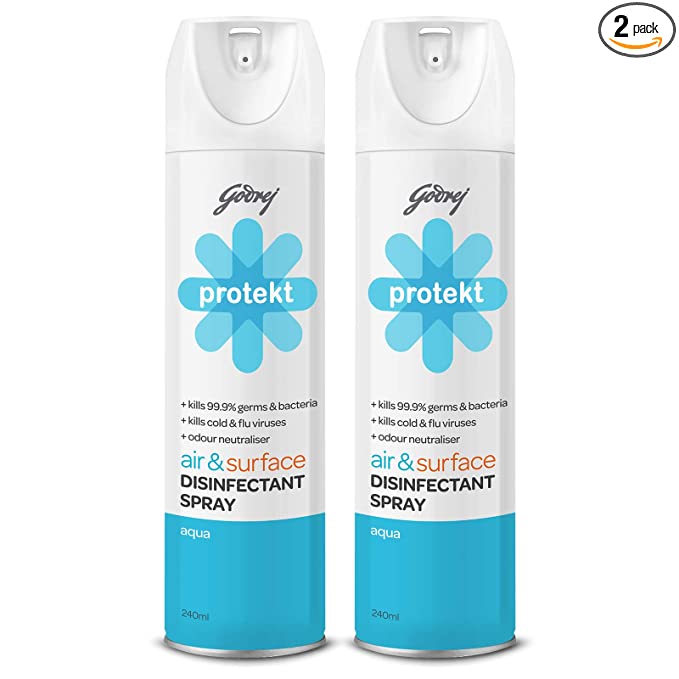 2 pack
Godrej
protekt
+ kills 99.9% germs & bacteria
+ kills cold & flu viruses
+ odour neutraliser
air & surface
DISINFECTANT
SPRAY
aqua
240ml
Godrej
protekt
+ kills 99.9% germs & bacteria
+ kills cold & flu viruses
+ odour neutraliser
air & surface
DISINFECTANT
SPRAY
aqua
240ml